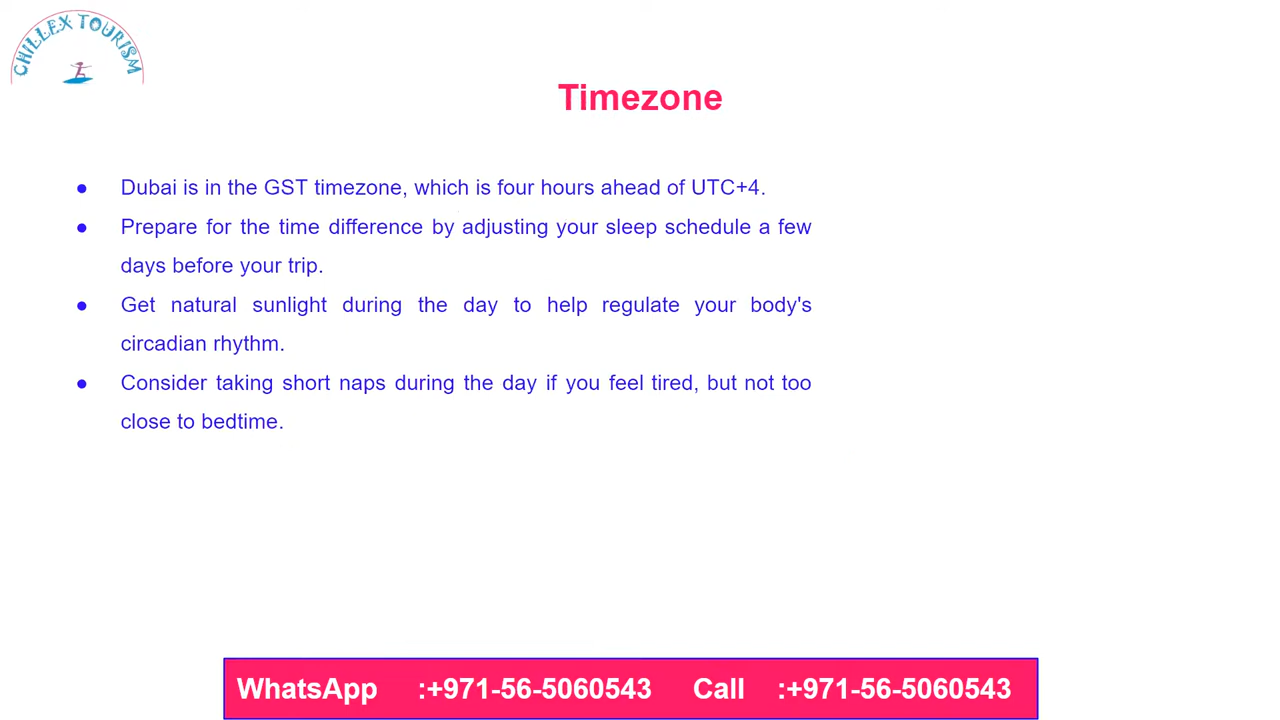 CHILLEX TOURISM
Timezone
● Dubai is in the GST timezone, which is four hours ahead of UTC+4.
● Prepare for the time difference by adjusting your sleep schedule a few
days before your trip.
● Get natural sunlight during the day to help regulate your body's
circadian rhythm.
● Consider taking short naps during the day if you feel tired, but not too
close to bedtime.
WhatsApp :+971-56-5060543 Call :+971-56-5060543